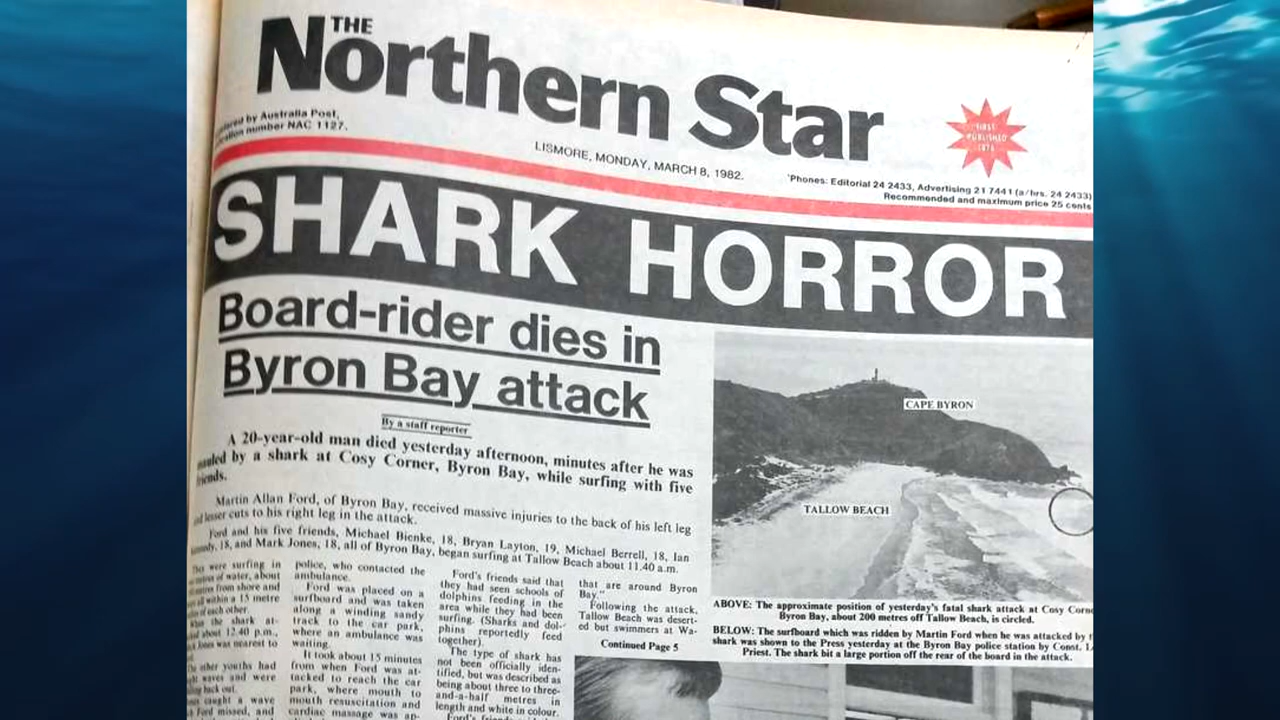 THE
Northern Star
by Australia Post,
number NAC 1127.
FIRST
PUBLISHED
1876
LISMORE, MONDAY, MARCH 8, 1982.
*Phones: Editorial 24 2433, Advertising 21 7441 (a/hrs. 24 2433)
Recommended and maximum price 25 cents
SHARK HORROR
Board-rider dies in
Byron Bay attack
By a staff reporter
A 20-year-old man died yesterday afternoon, minutes after he was
by a shark at Cosy Corner, Byron Bay, while surfing with five
Martin Allan Ford, of Byron Bay, received massive injuries to the back of his left leg
lesser cuts to his right leg in the attack.
Ford and his five friends, Michael Bienke, 18, Bryan Layton, 19, Michael Berrell, 18, Ian
18, and Mark Jones, 18, all of Byron Bay, began surfing at Tallow Beach about 11.40 a.m.
They were surfing in
of water, about
from shore and
within a 15 metre
of each other.
the shark
about 12.40 p.m.,
Jones was nearest to
other youths had
waves and were
back out.
caught a wave
Ford missed, and
police, who contacted the
ambulance.
Ford was placed on a
surfboard and was taken
along a winding sandy
track to the car park,
where an ambulance was
waiting.
It took about 15 minutes
from when Ford was at-
tacked to reach the car
park, where mouth to
mouth resuscitation and
cardiac massage was ap-
Ford's friends said that
they had seen schools of
dolphins feeding in the
area while they had been
surfing. (Sharks and dol-
phins reportedly feed
together).
The type of shark has
not been officially iden-
tified, but was described as
being about three to three-
and-a-half metres in
length and white in colour.
Ford's friends
that are around Byron
Bay."
Following the attack,
Tallow Beach was desert-
ed but swimmers at Wa-
Continued Page 5
CAPE BYRON
TALLOW BEACH
ABOVE: The approximate position of yesterday's fatal shark attack at Cosy
Byron Bay, about 200 metres off Tallow Beach, is circled.
BELOW: The surfboard which was ridden by Martin Ford when he was attacked by
shark was shown to the Press yesterday at the Byron Bay police station by Const.
Priest. The shark bit a large portion off the rear of the board in the attack.